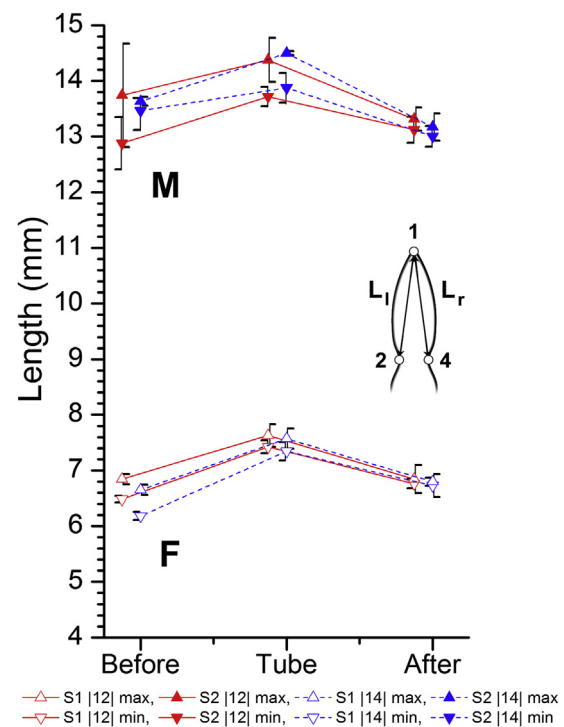 15
14
13
12
11
10
9
8
7
6
5
4
Length (mm)
M
F
1
L_l L_r
2 4
Before Tube After
S1 |12| max, S2 |12| max, S1 |14| max, S2 |14| max
S1 |12| min, S2 |12| min, S1 |14| min, S2 |14| min